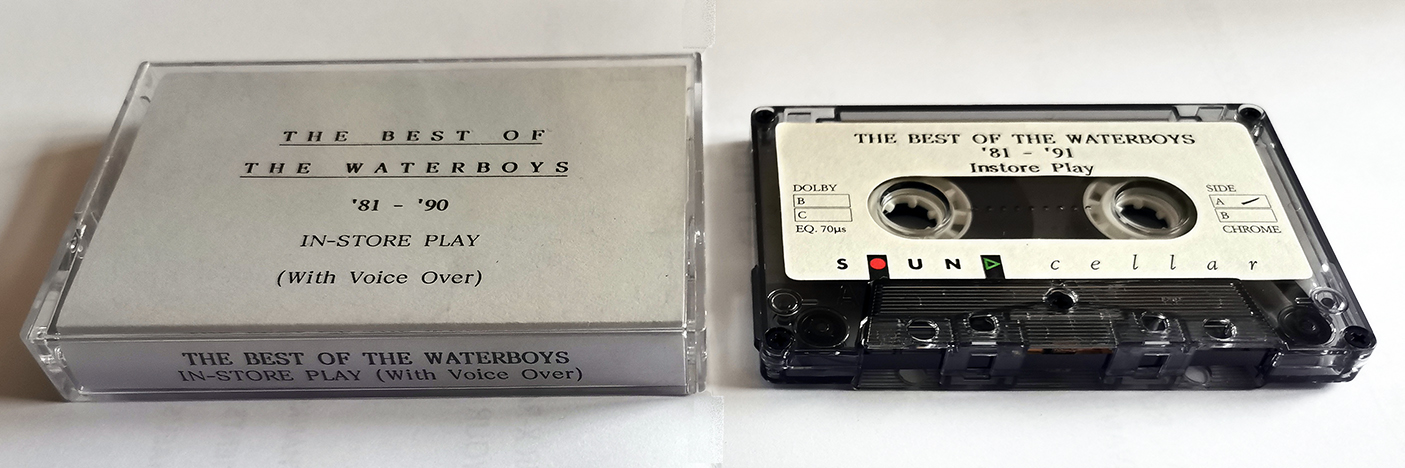 THE BEST OF
THE WATERBOYS
'81 - '90
IN-STORE PLAY
(With Voice Over)
THE BEST OF THE WATERBOYS
IN-STORE PLAY (With Voice Over)
THE BEST OF THE WATERBOYS
'81 - '91
Instore Play
DOLBY
B
C
EQ. 70µs
SIDE
A
B
CHROME
SOUND cellar